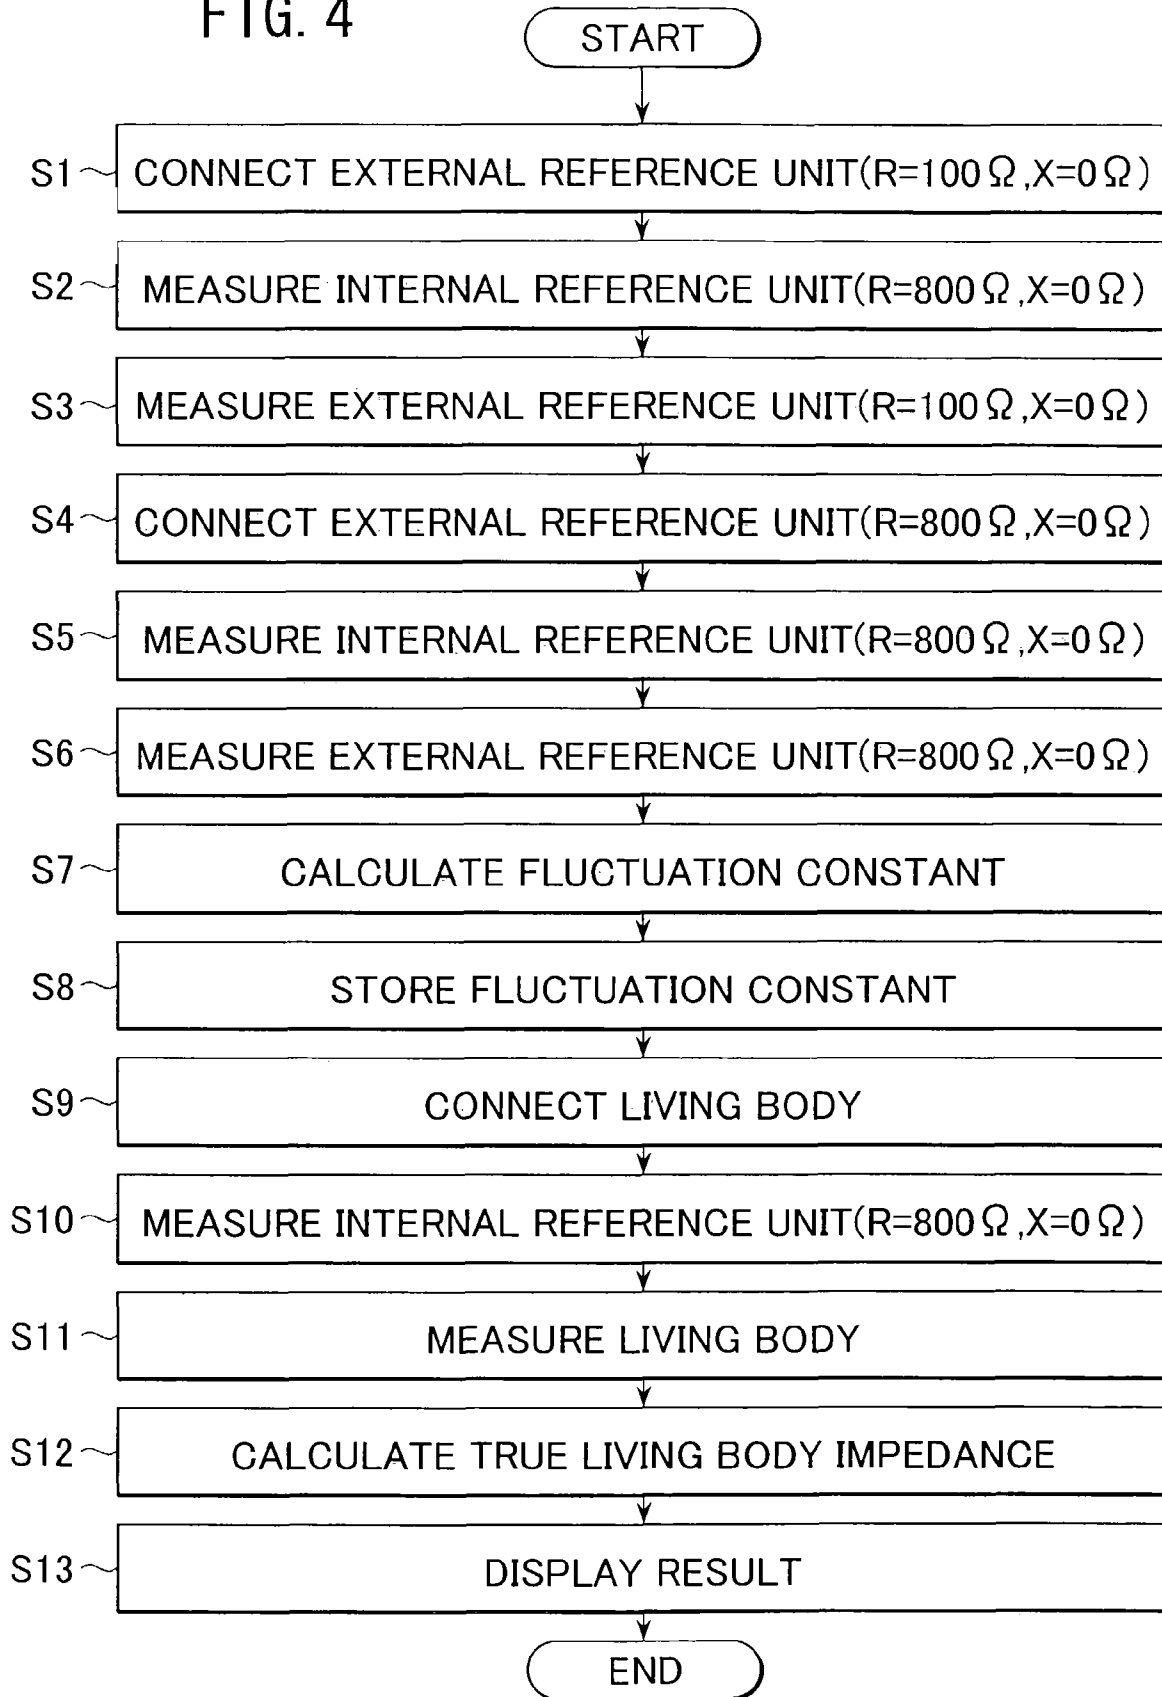 FIG. 4
START
S1 CONNECT EXTERNAL REFERENCE UNIT(R=100Ω,X=0Ω)
S2 MEASURE INTERNAL REFERENCE UNIT(R=800Ω,X=0Ω)
S3 MEASURE EXTERNAL REFERENCE UNIT(R=100Ω,X=0Ω)
S4 CONNECT EXTERNAL REFERENCE UNIT(R=800Ω,X=0Ω)
S5 MEASURE INTERNAL REFERENCE UNIT(R=800Ω,X=0Ω)
S6 MEASURE EXTERNAL REFERENCE UNIT(R=800Ω,X=0Ω)
S7 CALCULATE FLUCTUATION CONSTANT
S8 STORE FLUCTUATION CONSTANT
S9 CONNECT LIVING BODY
S10 MEASURE INTERNAL REFERENCE UNIT(R=800Ω,X=0Ω)
S11 MEASURE LIVING BODY
S12 CALCULATE TRUE LIVING BODY IMPEDANCE
S13 DISPLAY RESULT
END